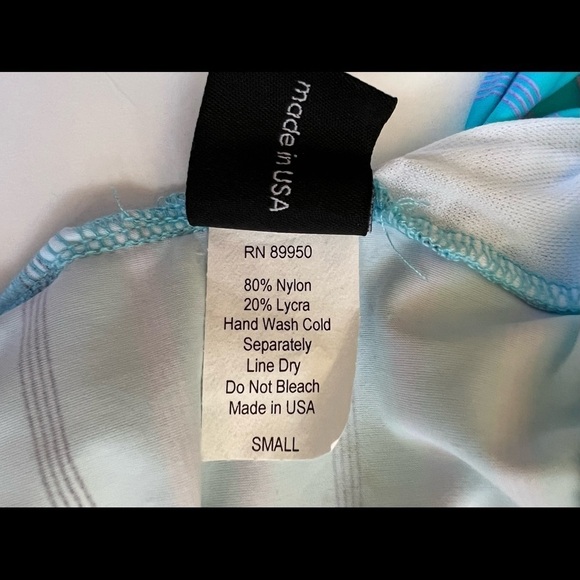 made in USA
RN 89950
80% Nylon
20% Lycra
Hand Wash Cold
Separately
Line Dry
Do Not Bleach
Made in USA
SMALL